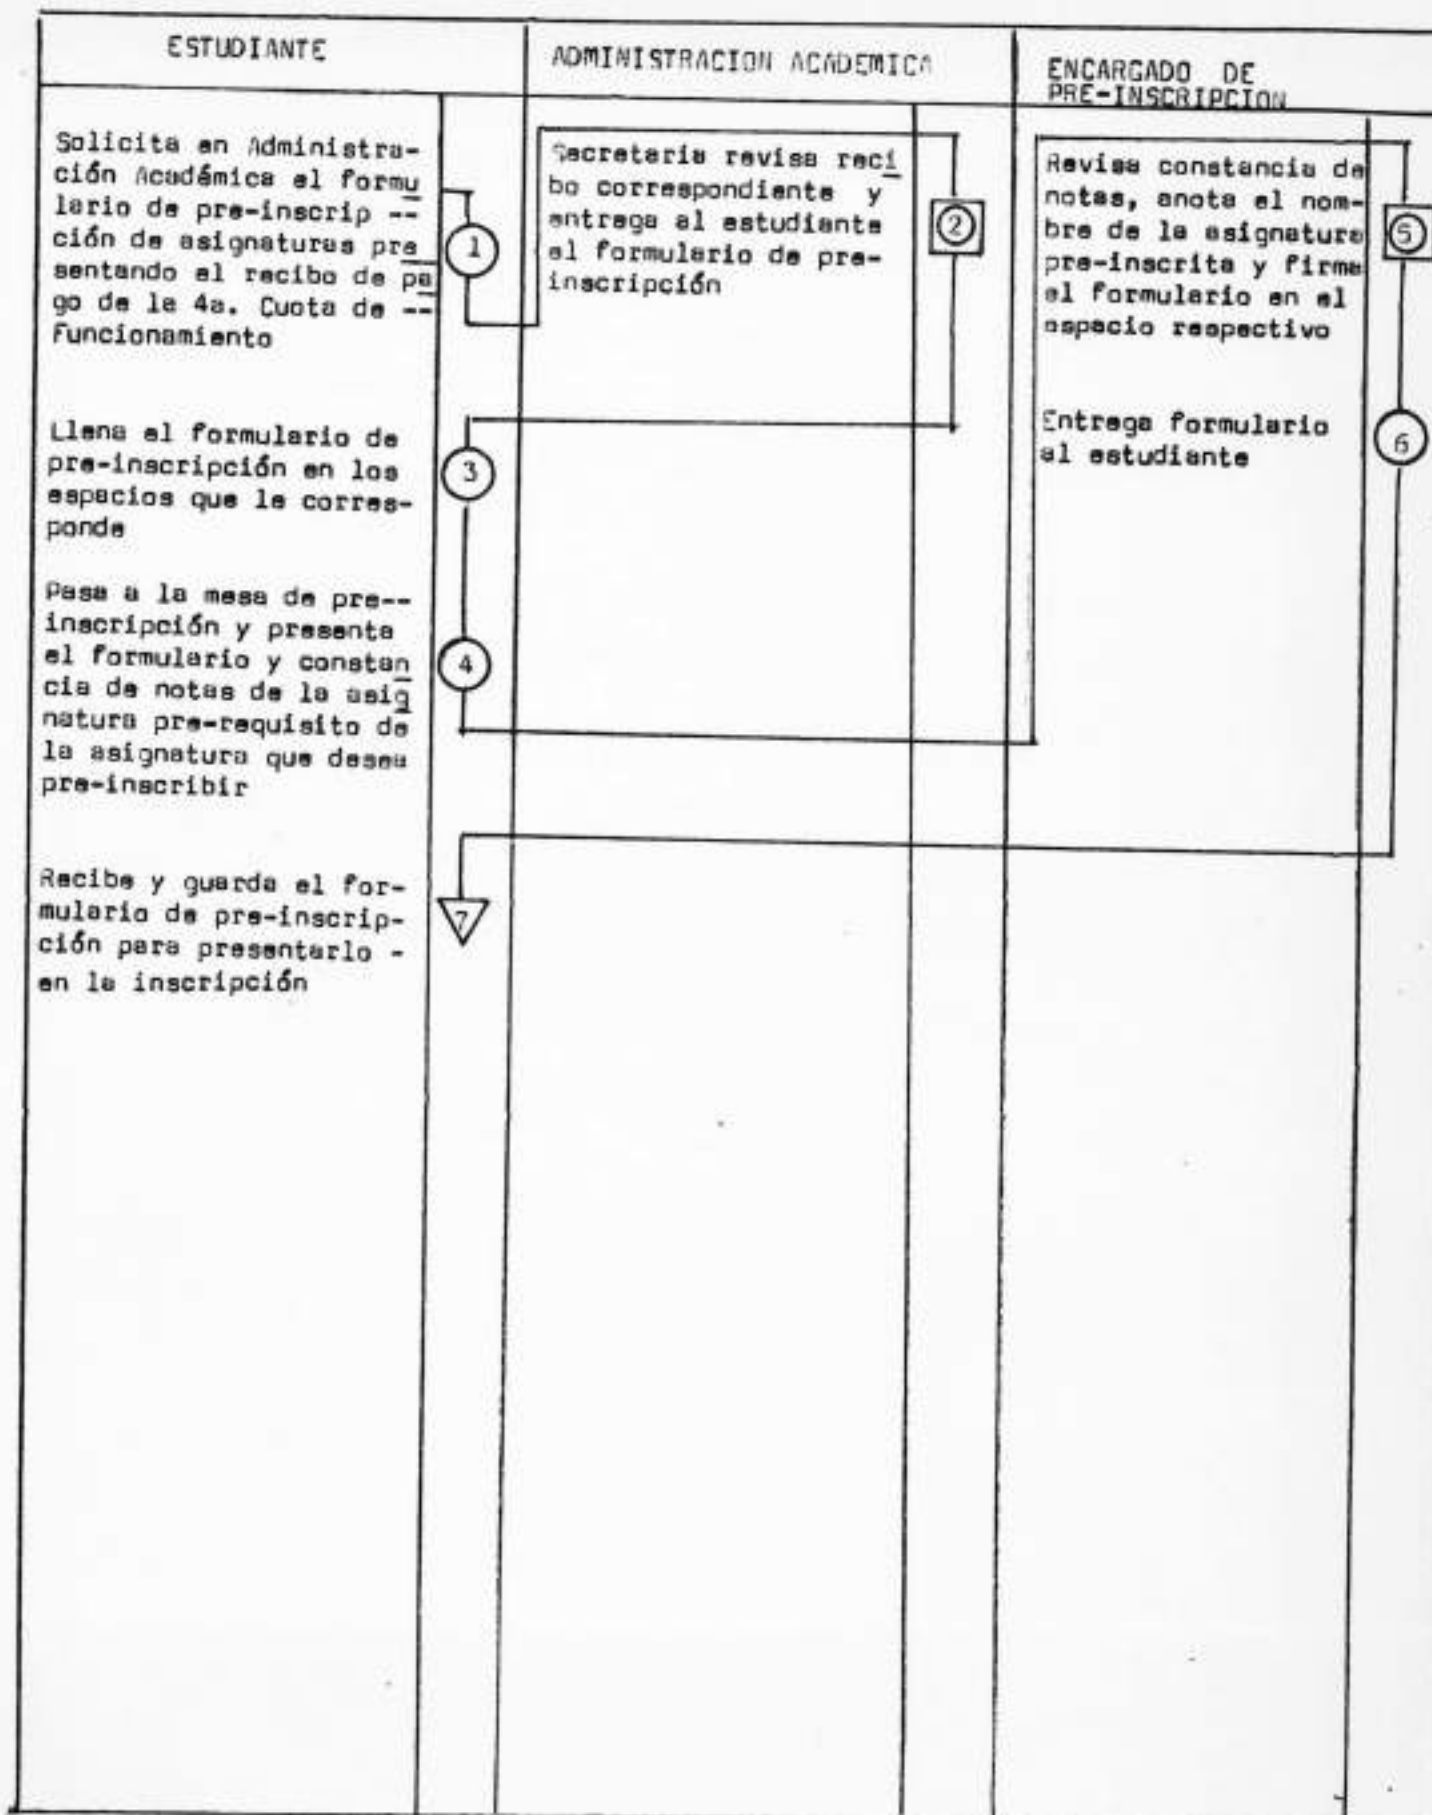 ESTUDIANTE
Solicita en Administra-
ción Académica el formu
lario de pre-inscrip --
ción de asignaturas pre
sentando el recibo de pa
go de la 4a. Cuota de --
Funcionamiento
1
Llena el formulario de
pre-inscripción en los
espacios que le corres-
ponde
3
Pasa a la mesa de pre--
inscripción y presenta
el formulario y constan
cia de notas de la asig
natura pre-requisito de
la asignatura que desea
pre-inscribir
4
Recibe y guarda el for-
mulario de pre-inscrip-
ción para presentarlo -
en la inscripción
7
ADMINISTRACION ACADEMICA
Secretaria revisa reci
bo correspondiente y
entrega al estudiante
el formulario de pre-
inscripción
2
ENCARGADO DE
PRE-INSCRIPCION
Revisa constancia de
notas, anota el nom-
bre de la asignatura
pre-inscrita y firma
el formulario en el
espacio respectivo
5
Entrega formulario
al estudiante
6